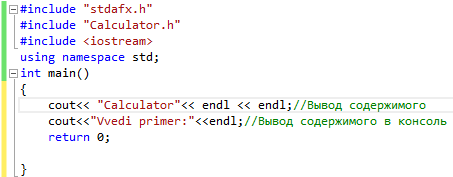 #include "stdafx.h"
#include "Calculator.h"
#include <iostream>
using namespace std;
int main()
{
    cout<< "Calculator"<< endl << endl;//Вывод содержимого
    cout<<"Vvedi primer:"<<endl;//Вывод содержимого в консоль
    return 0;
}